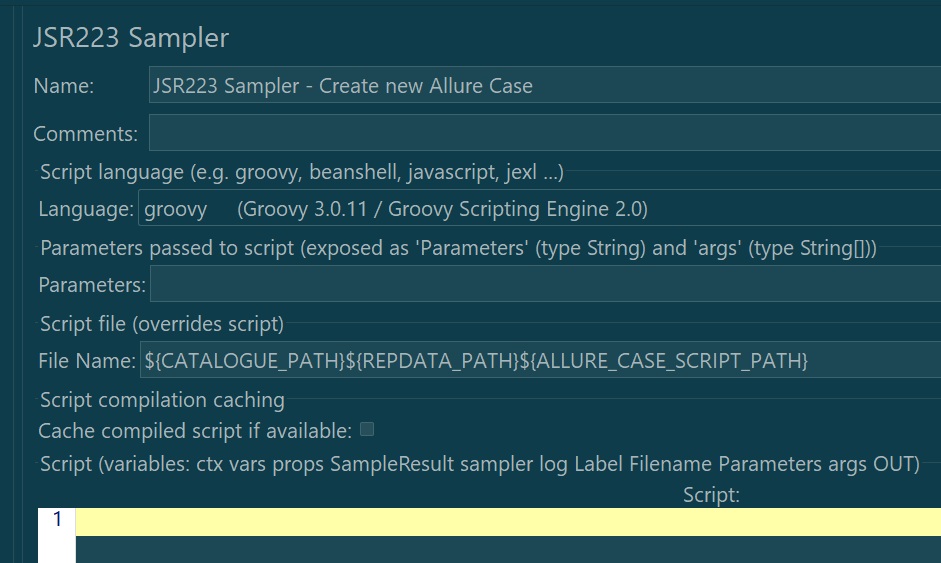 JSR223 Sampler
Name: JSR223 Sampler - Create new Allure Case
Comments:
Script language (e.g. groovy, beanshell, javascript, jexl ...)
Language: groovy (Groovy 3.0.11 / Groovy Scripting Engine 2.0)
Parameters passed to script (exposed as 'Parameters' (type String) and 'args' (type String[]))
Parameters:
Script file (overrides script)
File Name: ${CATALOGUE_PATH}${REPDATA_PATH}${ALLURE_CASE_SCRIPT_PATH}
Script compilation caching
Cache compiled script if available:
Script (variables: ctx vars props SampleResult sampler log Label Filename Parameters args OUT)
Script:
1